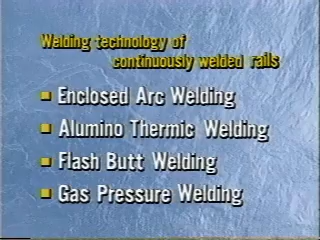 Welding technology of
continuously welded rails
Enclosed Arc Welding
Alumino Thermic Welding
Flash Butt Welding
Gas Pressure Welding